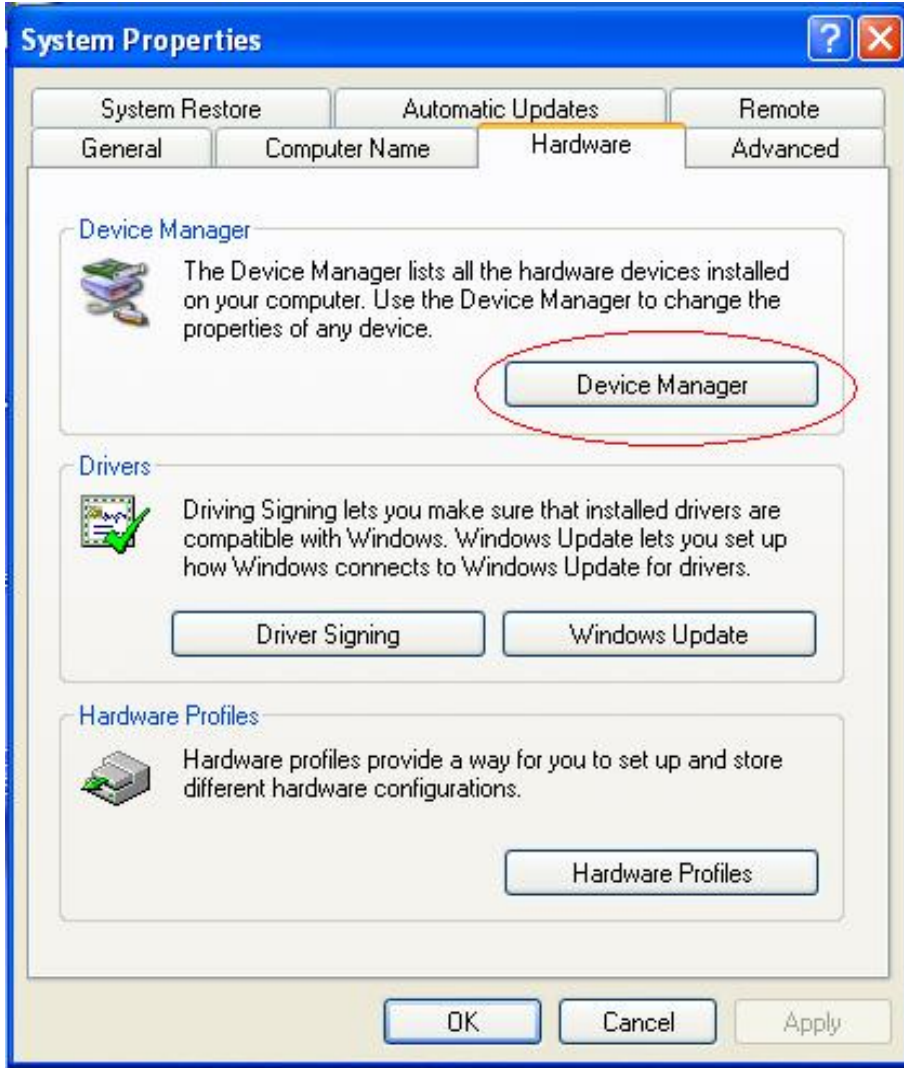 System Properties
System Restore Automatic Updates Remote
General Computer Name Hardware Advanced
Device Manager
The Device Manager lists all the hardware devices installed
on your computer. Use the Device Manager to change the
properties of any device.
Device Manager
Drivers
Driving Signing lets you make sure that installed drivers are
compatible with Windows. Windows Update lets you set up
how Windows connects to Windows Update for drivers.
Driver Signing Windows Update
Hardware Profiles
Hardware profiles provide a way for you to set up and store
different hardware configurations.
Hardware Profiles
OK Cancel Apply